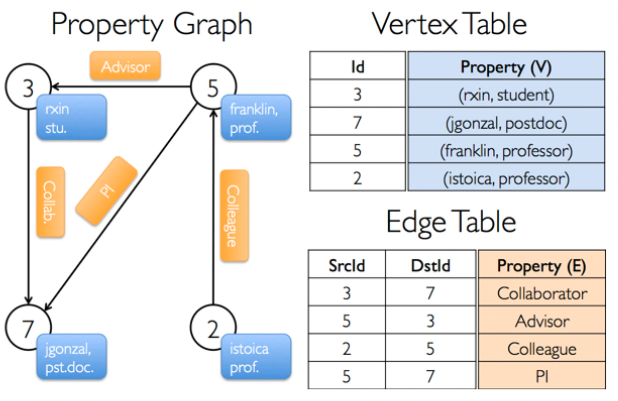 Property Graph
Advisor
3
5
rxin
stu.
franklin,
prof.
Collab.
PI
Colleague
7
2
jgonzal,
pst.doc.
istoica
prof.
Vertex Table
Id Property (V)
3 (rxin, student)
7 (jgonzal, postdoc)
5 (franklin, professor)
2 (istoica, professor)
Edge Table
SrcId DstId Property (E)
3 7 Collaborator
5 3 Advisor
2 5 Colleague
5 7 PI